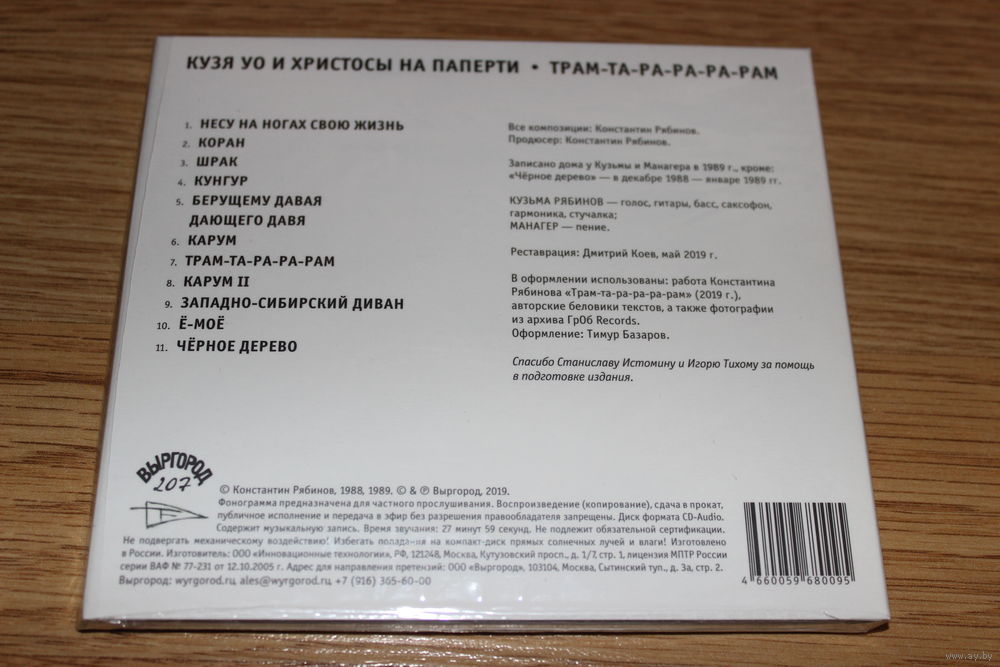 КУЗЯ УО И ХРИСТОСЫ НА ПАПЕРТИ • ТРАМ-ТА-РА-РА-РА-РАМ
1. НЕСУ НА НОГАХ СВОЮ ЖИЗНЬ
2. КОРАН
3. ШРАК
4. КУНГУР
5. БЕРУЩЕМУ ДАВАЯ
ДАЮЩЕГО ДАВЯ
6. КАРУМ
7. ТРАМ-ТА-РА-РА-РАМ
8. КАРУМ II
9. ЗАПАДНО-СИБИРСКИЙ ДИВАН
10. Ё-МОЁ
11. ЧЁРНОЕ ДЕРЕВО
Все композиции: Константин Рябинов.
Продюсер: Константин Рябинов.
Записано дома у Кузьмы и Манагера в 1989 г., кроме:
«Чёрное дерево» — в декабре 1988 — январе 1989 гг.
КУЗЬМА РЯБИНОВ — голос, гитары, басс, саксофон,
гармоника, стучалка;
МАНАГЕР — пение.
Реставрация: Дмитрий Коев, май 2019 г.
В оформлении использованы: работа Константина
Рябинова «Трам-та-ра-ра-ра-рам» (2019 г.),
авторские беловики текстов, а также фотографии
из архива ГрОб Records.
Оформление: Тимур Базаров.
Спасибо Станиславу Истомину и Игорю Тихому за помощь
в подготовке издания.
ВЫРГОРОД
207
© Константин Рябинов, 1988, 1989. © & ℗ Выргород, 2019.
Фонограмма предназначена для частного прослушивания. Воспроизведение (копирование), сдача в прокат,
публичное исполнение и передача в эфир без разрешения правообладателя запрещены. Диск формата CD-Audio.
Содержит музыкальную запись. Время звучания: 27 минут 59 секунд. Не подлежит обязательной сертификации.
Не подвергать механическому воздействию! Избегать попадания на компакт-диск прямых солнечных лучей и влаги! Изготовлено
в России. Изготовитель: ООО «Инновационные технологии», РФ, 121248, Москва, Кутузовский просп., д. 1/7, стр. 1, лицензия МПТР России
серии ВАФ № 77-231 от 12.10.2005 г. Адрес для направления претензий: ООО «Выргород», 103104, Москва, Сытинский туп., д. 3а, стр. 2.
Выргород: wyrgorod.ru, ales@wyrgorod.ru, +7 (916) 365-60-00
4 660059 680095
www.ay.by